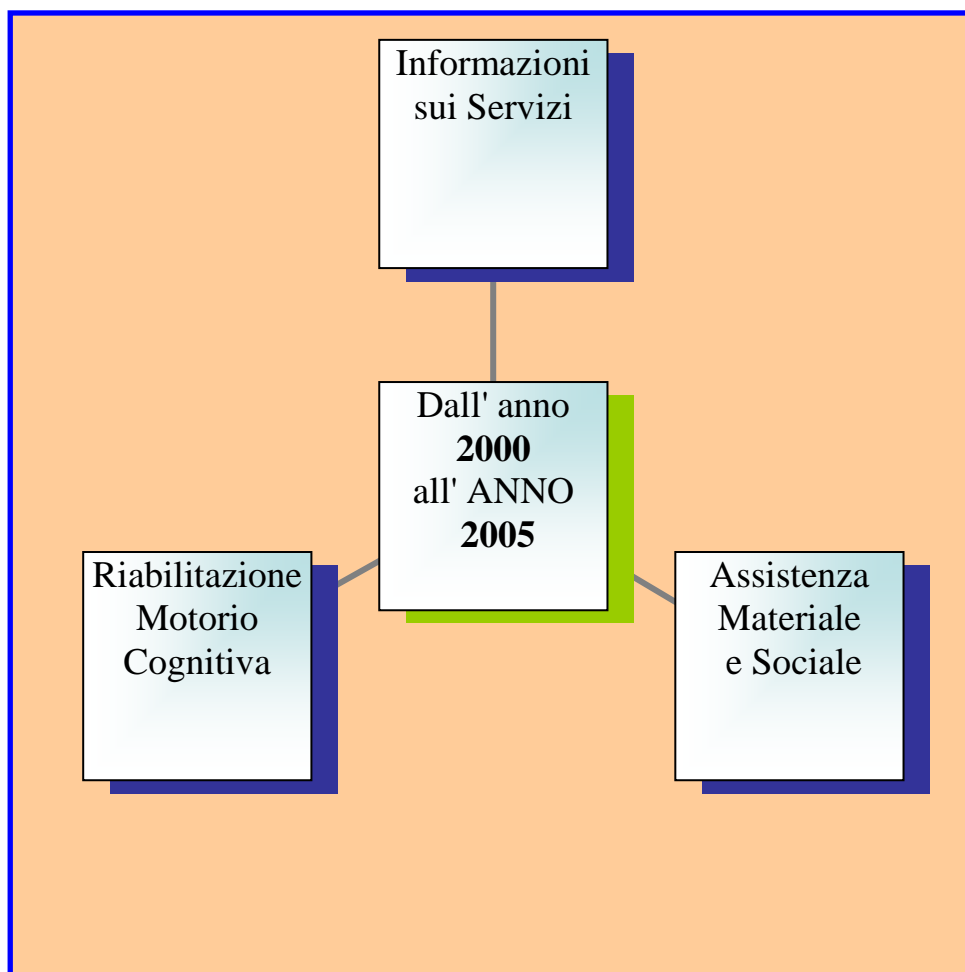 Informazioni
sui Servizi
Dall' anno
2000
all' ANNO
2005
Riabilitazione
Motorio
Cognitiva
Assistenza
Materiale
e Sociale